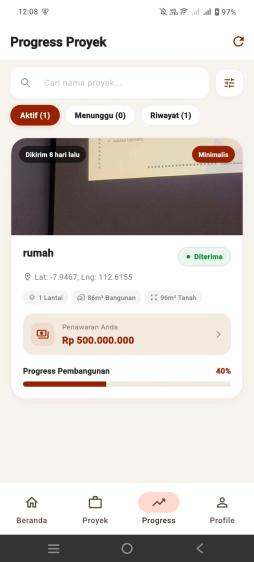 12:08
97%
Progress Proyek
Cari nama proyek...
Aktif (1)
Menunggu (0)
Riwayat (1)
Dikirim 8 hari lalu
Minimalis
rumah
Diterima
Lat: -7.9467, Lng: 112.6155
1 Lantai
86m² Bangunan
96m² Tanah
Penawaran Anda
Rp 500.000.000
Progress Pembangunan
40%
Beranda
Proyek
Progress
Profile